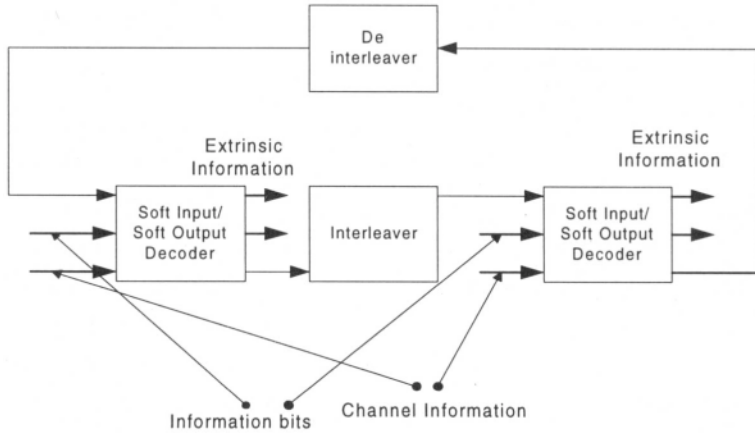 De
interleaver
Extrinsic
Information
Extrinsic
Information
Soft Input/
Soft Output
Decoder
Interleaver
Soft Input/
Soft Output
Decoder
Information bits
Channel Information